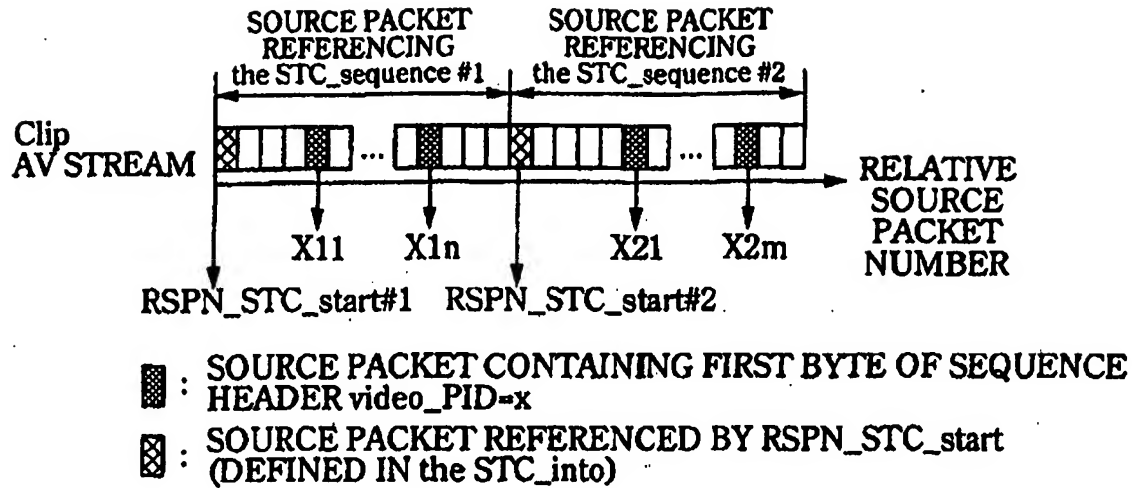 SOURCE PACKET
REFERENCING
the STC_sequence #1
SOURCE PACKET
REFERENCING
the STC_sequence #2
Clip
AV STREAM
...
...
RELATIVE
SOURCE
PACKET
NUMBER
X11
X1n
X21
X2m
RSPN_STC_start#1
RSPN_STC_start#2
: SOURCE PACKET CONTAINING FIRST BYTE OF SEQUENCE
HEADER video_PID=x
: SOURCE PACKET REFERENCED BY RSPN_STC_start
(DEFINED IN the STC_into)